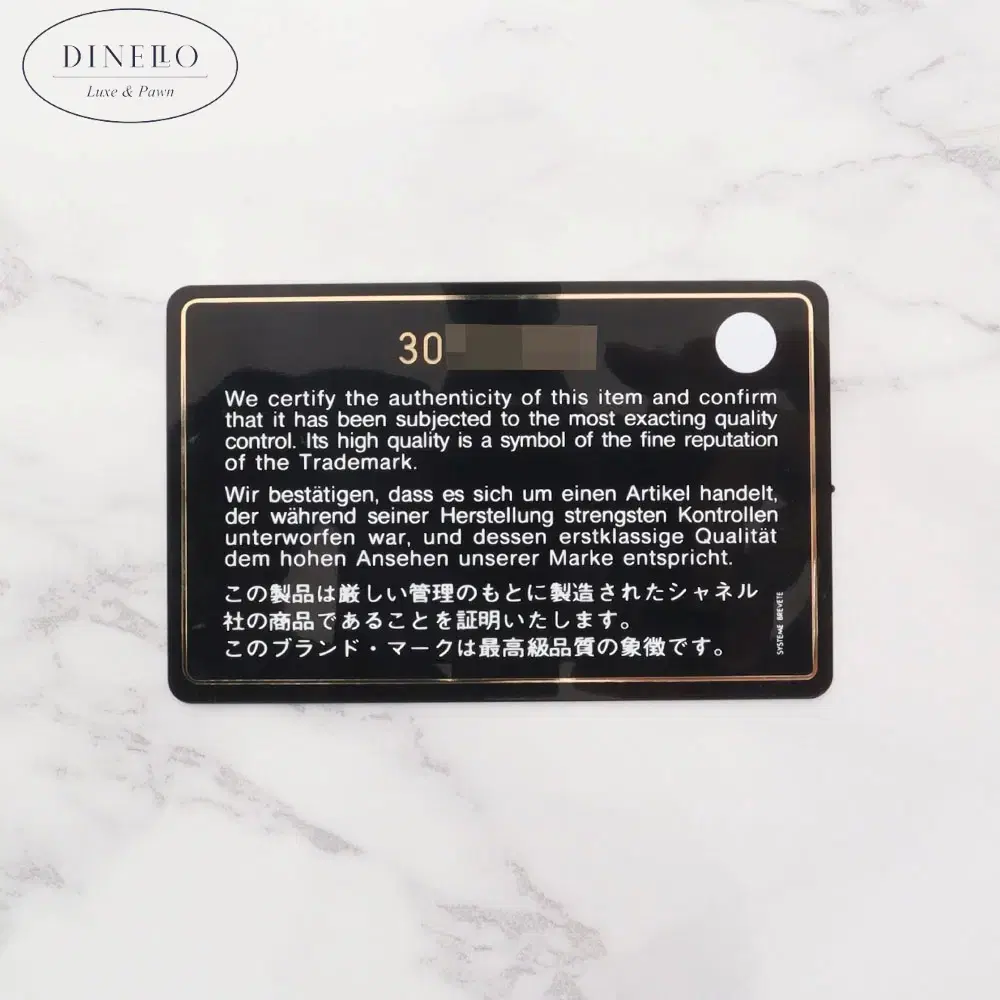 DINELLO
Luxe & Pawn
30
We certify the authenticity of this item and confirm
that it has been subjected to the most exacting quality
control. Its high quality is a symbol of the fine reputation
of the Trademark.
Wir bestätigen, dass es sich um einen Artikel handelt,
der während seiner Herstellung strengsten Kontrollen
unterworfen war, und dessen erstklassige Qualität
dem hohen Ansehen unserer Marke entspricht.
この製品は厳しい管理のもとに製造されたシャネル
社の商品であることを証明いたします。
このブランド・マークは最高級品質の象徴です。
SYSTEME BREVETE